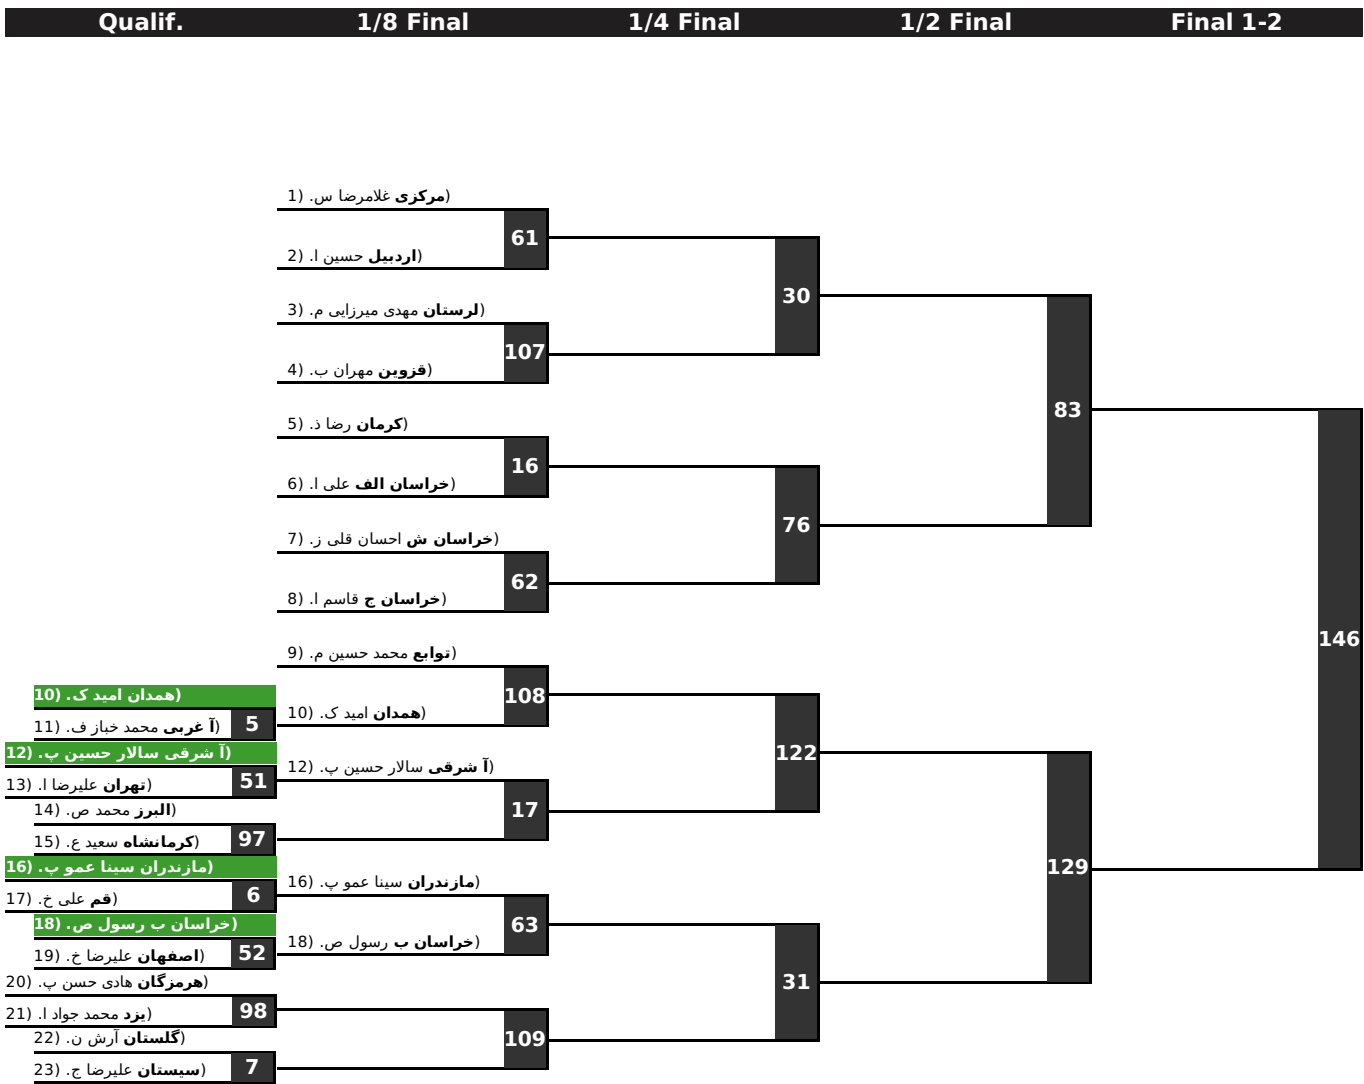 Qualif. 1/8 Final 1/4 Final 1/2 Final Final 1-2
1) غلامرضا س. (مرکزی)
61
2) حسین ا. (اردبیل)
30
3) مهدی میرزایی م. (لرستان)
107
4) مهران ب. (قزوین)
83
5) رضا ذ. (کرمان)
16
6) علی ا. (خراسان الف)
76
7) احسان قلی ز. (خراسان ش)
62
8) قاسم ا. (خراسان ج)
146
9) محمد حسین م. (توابع)
108
10) امید ک. (همدان)
10) امید ک. (همدان)
5
11) محمد خباز ف. (آ غربی)
122
12) سالار حسین پ. (آ شرقی)
12) سالار حسین پ. (آ شرقی)
51
13) علیرضا ا. (تهران)
17
14) محمد ص. (البرز)
97
15) سعید ع. (کرمانشاه)
129
16) سینا عمو پ. (مازندران)
16) سینا عمو پ. (مازندران)
6
17) علی خ. (قم)
63
18) رسول ص. (خراسان ب)
18) رسول ص. (خراسان ب)
52
19) علیرضا خ. (اصفهان)
31
20) هادی حسن پ. (هرمزگان)
98
21) محمد جواد ا. (یزد)
109
22) آرش ن. (گلستان)
7
23) علیرضا ج. (سیستان)